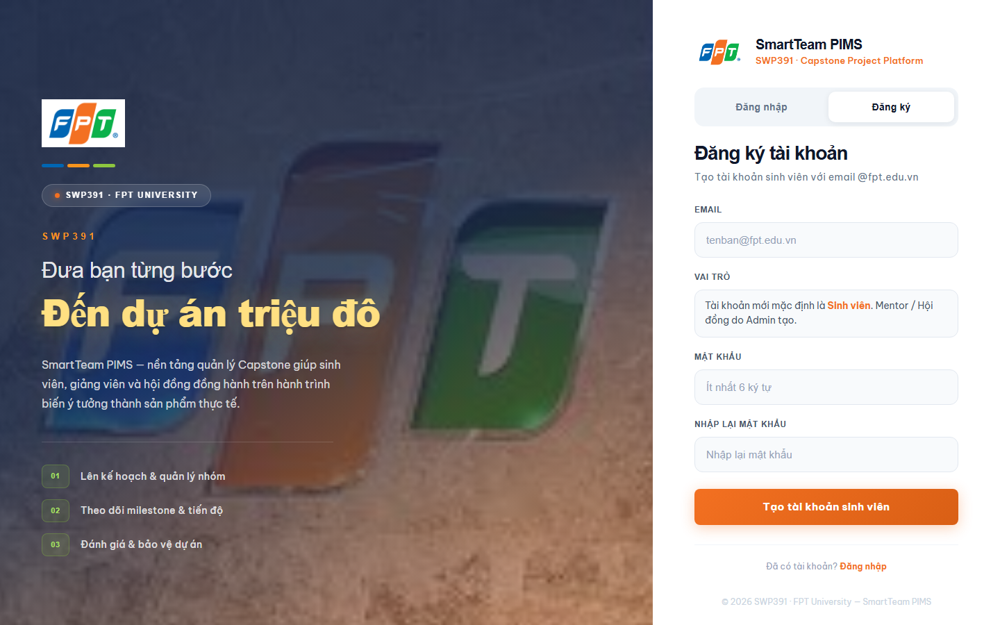 FPT®
SWP391 · FPT UNIVERSITY
SWP391
Đưa bạn từng bước
Đến dự án triệu đô
SmartTeam PIMS — nền tảng quản lý Capstone giúp sinh
viên, giảng viên và hội đồng đồng hành trên hành trình
biến ý tưởng thành sản phẩm thực tế.
01 Lên kế hoạch & quản lý nhóm
02 Theo dõi milestone & tiến độ
03 Đánh giá & bảo vệ dự án
FPT
FPT®
SmartTeam PIMS
SWP391 · Capstone Project Platform
Đăng nhập Đăng ký
Đăng ký tài khoản
Tạo tài khoản sinh viên với email @fpt.edu.vn
EMAIL
tenban@fpt.edu.vn
VAI TRÒ
Tài khoản mới mặc định là Sinh viên. Mentor / Hội
đồng do Admin tạo.
MẬT KHẨU
Ít nhất 6 ký tự
NHẬP LẠI MẬT KHẨU
Nhập lại mật khẩu
Tạo tài khoản sinh viên
Đã có tài khoản? Đăng nhập
© 2026 SWP391 · FPT University — SmartTeam PIMS